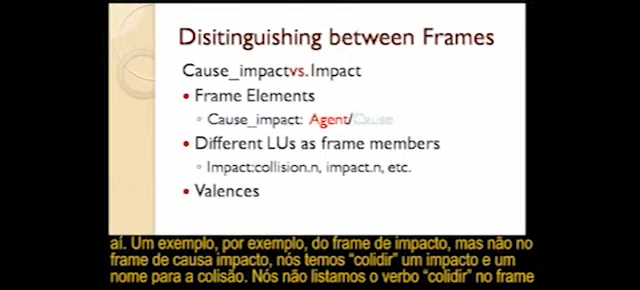 Disitinguishing between Frames
Cause_impactvs. Impact
• Frame Elements
◦ Cause_impact: Agent/Cause
• Different LUs as frame members
◦ Impact:collision.n, impact.n, etc.
• Valences
aí. Um exemplo, por exemplo, do frame de impacto, mas não no
frame de causa impacto, nós temos “colidir” um impacto e um
nome para a colisão. Nós não listamos o verbo “colidir” no frame